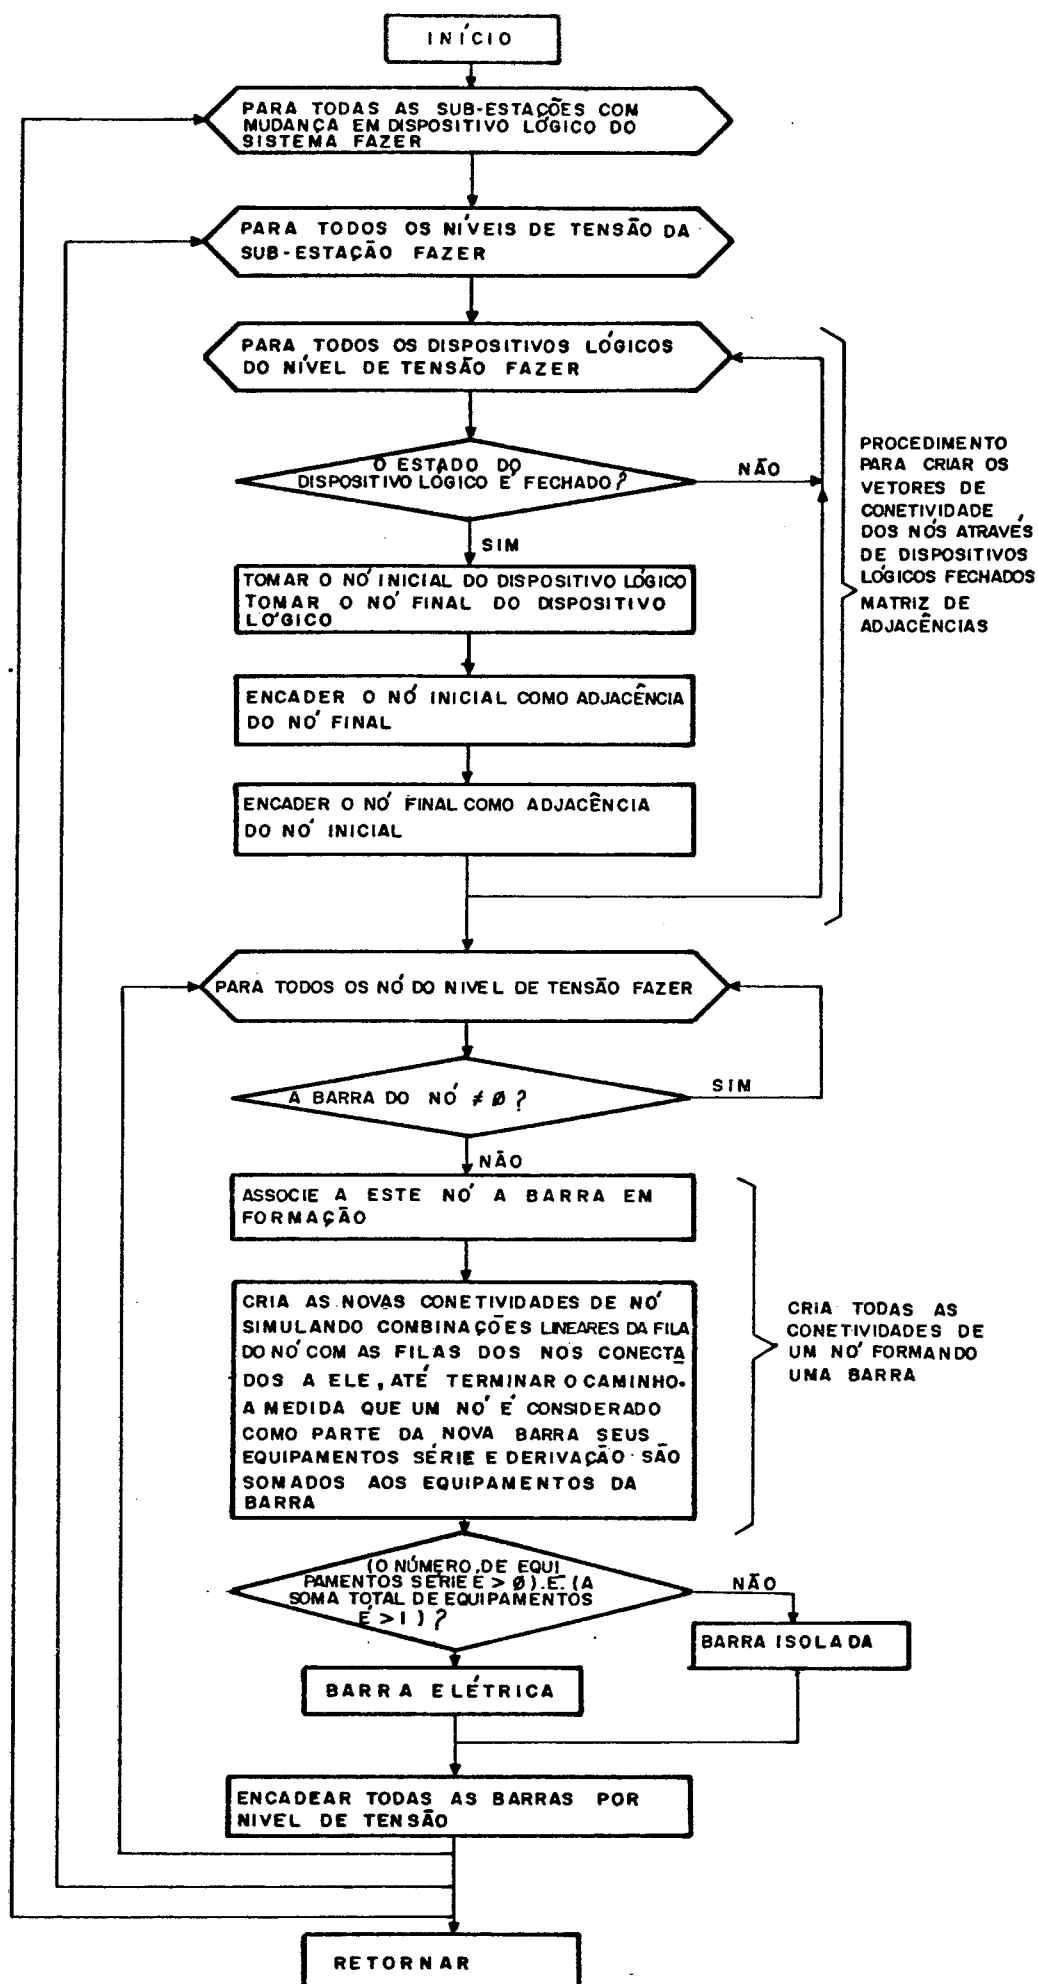 INÍCIO
PARA TODAS AS SUB-ESTAÇÕES COM
MUDANÇA EM DISPOSITIVO LÓGICO DO
SISTEMA FAZER
PARA TODOS OS NÍVEIS DE TENSÃO DA
SUB-ESTAÇÃO FAZER
PARA TODOS OS DISPOSITIVOS LÓGICOS
DO NÍVEL DE TENSÃO FAZER
O ESTADO DO
DISPOSITIVO LÓGICO É FECHADO?
NÃO
SIM
PROCEDIMENTO
PARA CRIAR OS
VETORES DE
CONETIVIDADE
DOS NÓS ATRAVÉS
DE DISPOSITIVOS
LÓGICOS FECHADOS
MATRIZ DE
ADJACÊNCIAS
TOMAR O NÓ INICIAL DO DISPOSITIVO LÓGICO
TOMAR O NÓ FINAL DO DISPOSITIVO
LÓGICO
ENCADER O NÓ INICIAL COMO ADJACÊNCIA
DO NÓ FINAL
ENCADER O NÓ FINAL COMO ADJACÊNCIA
DO NÓ INICIAL
PARA TODOS OS NÓ DO NIVEL DE TENSÃO FAZER
A BARRA DO NÓ ≠ Ø ?
SIM
NÃO
ASSOCIE A ESTE NÓ A BARRA EM
FORMAÇÃO
CRIA AS NOVAS CONETIVIDADES DE NÓ
SIMULANDO COMBINAÇÕES LINEARES DA FILA
DO NÓ COM AS FILAS DOS NOS CONECTA
DOS A ELE, ATÉ TERMINAR O CAMINHO.
A MEDIDA QUE UM NÓ É CONSIDERADO
COMO PARTE DA NOVA BARRA SEUS
EQUIPAMENTOS SÉRIE E DERIVAÇÃO SÃO
SOMADOS AOS EQUIPAMENTOS DA
BARRA
CRIA TODAS AS
CONETIVIDADES DE
UM NÓ FORMANDO
UMA BARRA
(O NÚMERO DE EQUI
PAMENTOS SÉRIE É > Ø).E.(A
SOMA TOTAL DE EQUIPAMENTOS
É > 1 ) ?
NÃO
BARRA ISOLADA
BARRA ELÉTRICA
ENCADEAR TODAS AS BARRAS POR
NIVEL DE TENSÃO
RETORNAR